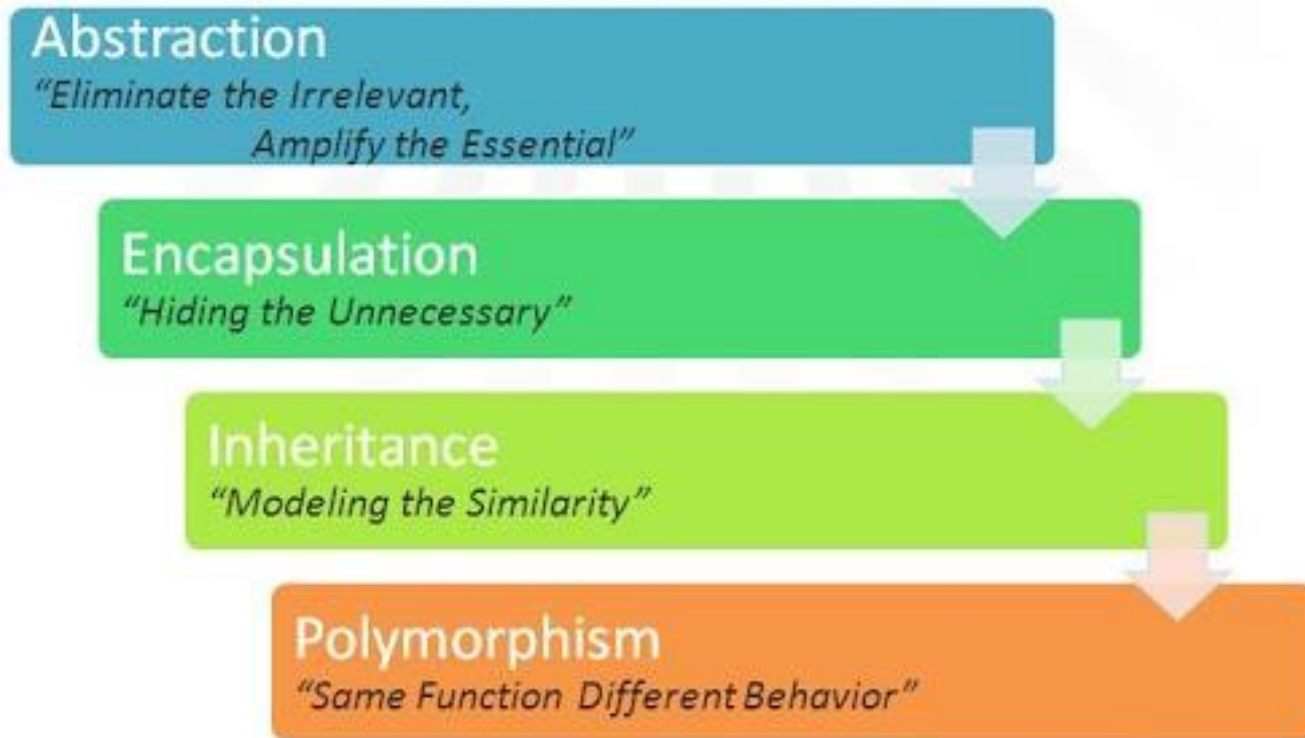 Abstraction
“Eliminate the Irrelevant,
Amplify the Essential”
Encapsulation
“Hiding the Unnecessary”
Inheritance
“Modeling the Similarity”
Polymorphism
“Same Function Different Behavior”